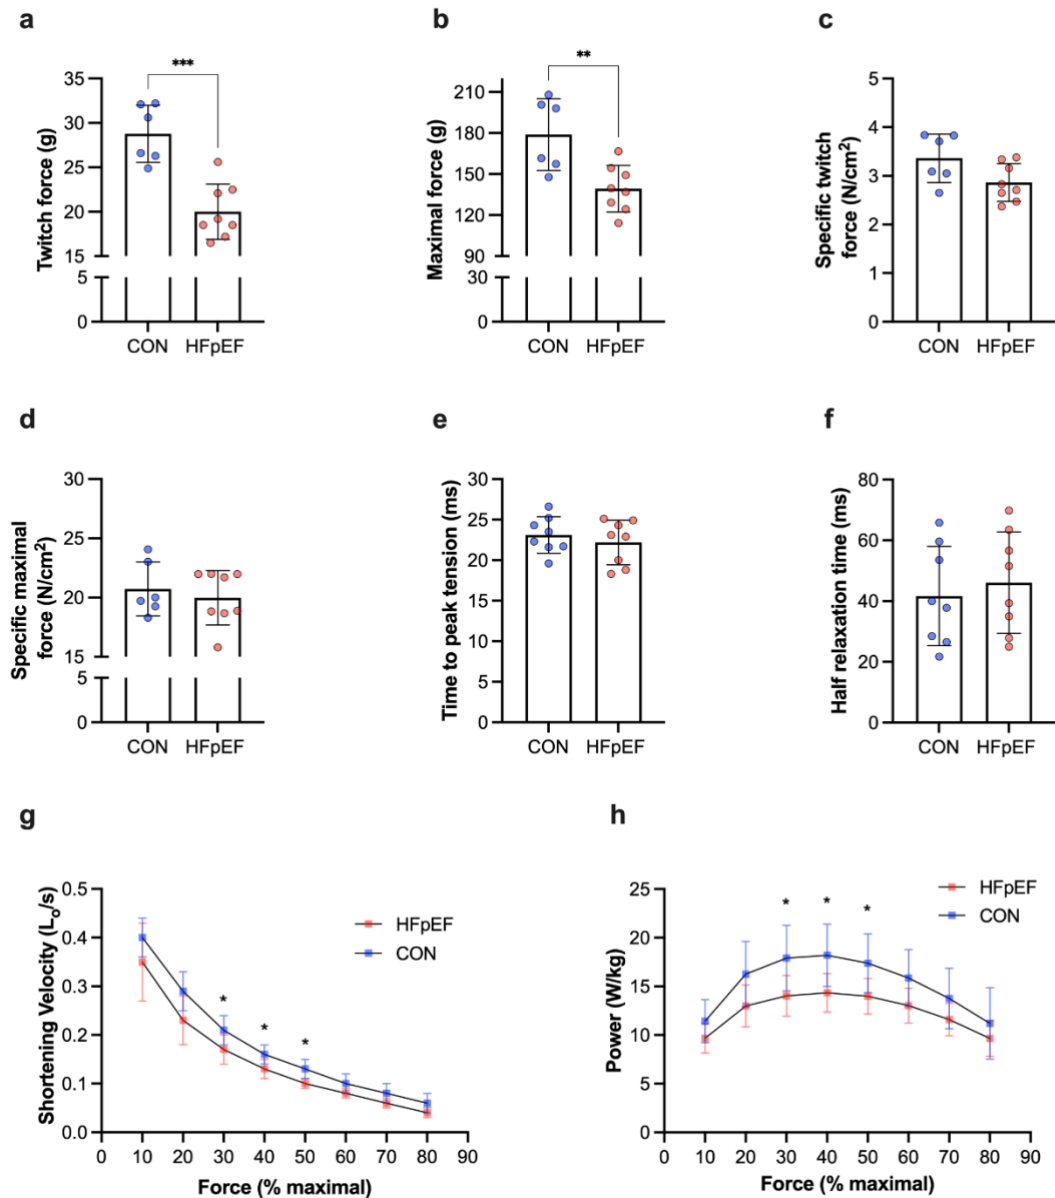 a
b
c
***
**
Twitch force (g)
35
30
25
20
15
5
0
CON HFpEF
Maximal force (g)
210
180
150
120
90
30
0
CON HFpEF
Specific twitch
force (N/cm²)
5
4
3
2
1
0
CON HFpEF
d
e
f
Specific maximal
force (N/cm²)
30
25
20
15
5
0
CON HFpEF
Time to peak tension (ms)
30
25
20
15
10
5
0
CON HFpEF
Half relaxation time (ms)
80
60
40
20
0
CON HFpEF
g
h
Shortening Velocity (Lₒ/s)
0.5
0.4
0.3
0.2
0.1
0.0
HFpEF
CON
*
*
*
0 10 20 30 40 50 60 70 80 90
Force (% maximal)
Power (W/kg)
25
20
15
10
5
0
HFpEF
CON
* * *
0 10 20 30 40 50 60 70 80 90
Force (% maximal)